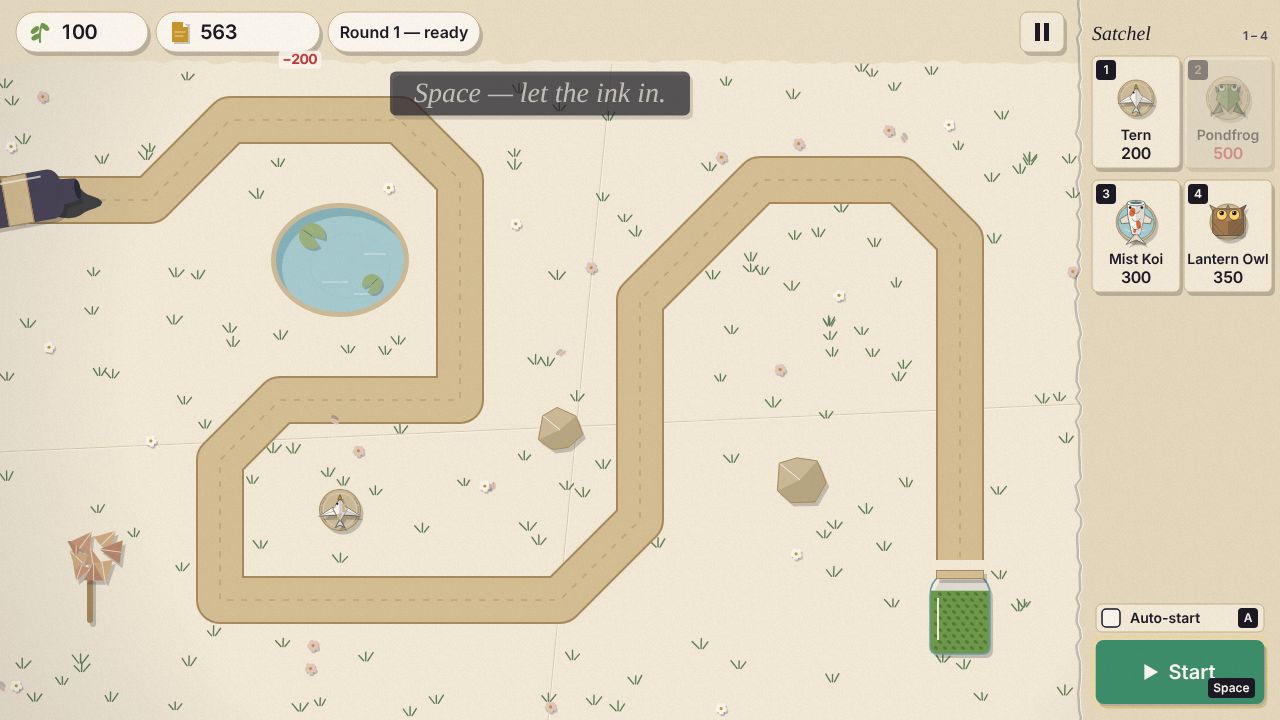 100
563
Round 1 — ready
−200
Space — let the ink in.
Satchel
1–4
1
Tern
200
2
Pondfrog
500
3
Mist Koi
300
4
Lantern Owl
350
Auto-start
A
Start
Space